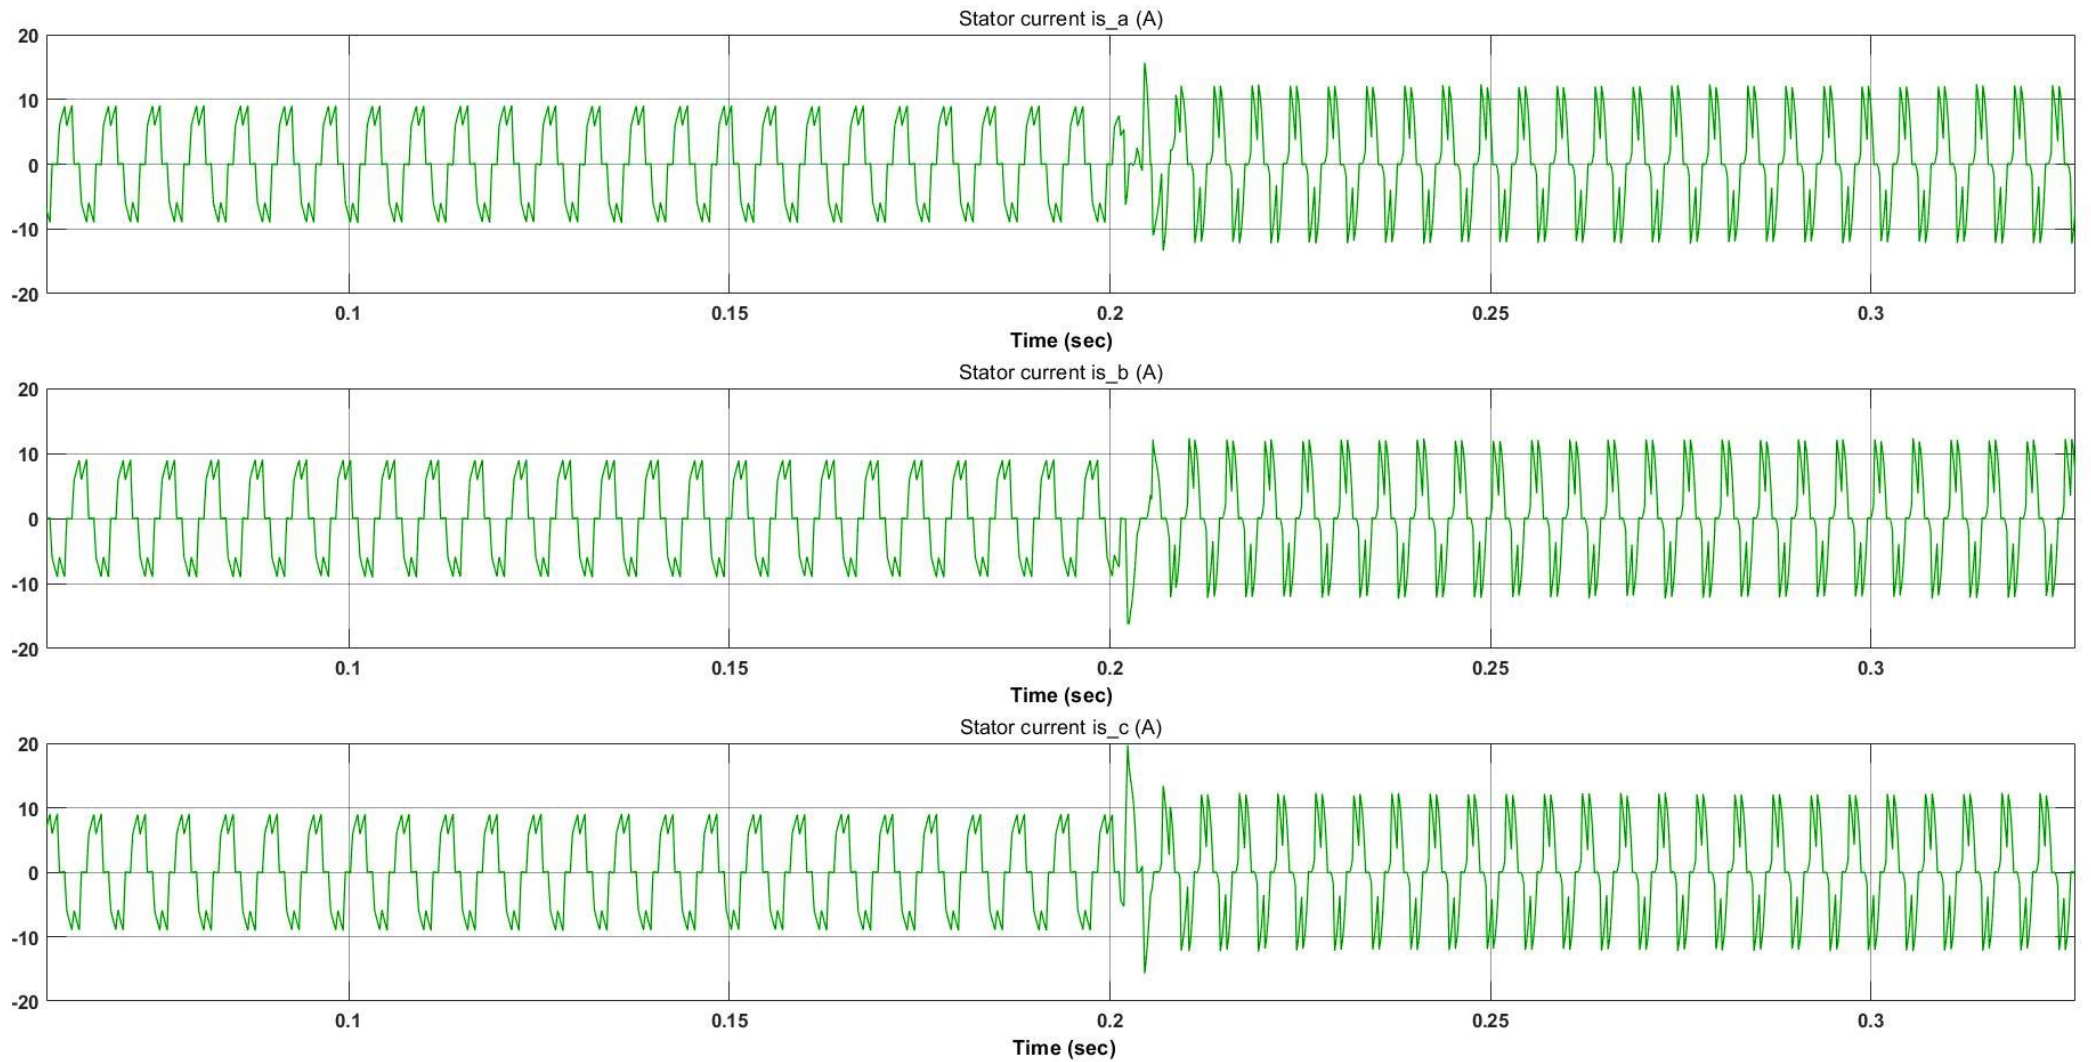 Stator current is_a (A)
20
10
0
-10
-20
0.1 0.15 0.2 0.25 0.3
Time (sec)
Stator current is_b (A)
20
10
0
-10
-20
0.1 0.15 0.2 0.25 0.3
Time (sec)
Stator current is_c (A)
20
10
0
-10
-20
0.1 0.15 0.2 0.25 0.3
Time (sec)